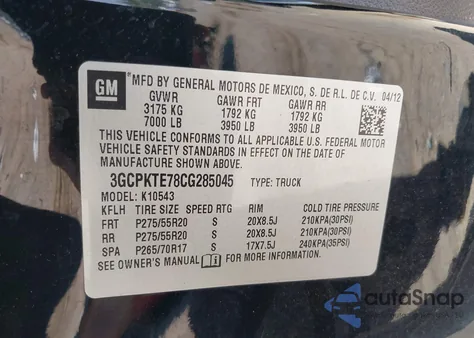 GM MFD BY GENERAL MOTORS DE MEXICO, S. DE R.L. DE C.V. 04/12
GVWR GAWR FRT GAWR RR
3175 KG 1792 KG 1792 KG
7000 LB 3950 LB 3950 LB
THIS VEHICLE CONFORMS TO ALL APPLICABLE U.S. FEDERAL MOTOR
VEHICLE SAFETY STANDARDS IN EFFECT ON THE DATE OF
MANUFACTURE SHOWN ABOVE.
3GCPKTE78CG285045 TYPE: TRUCK
MODEL: K10543
KFLH TIRE SIZE SPEED RTG RIM COLD TIRE PRESSURE
FRT P275/55R20 S 20X8.5J 210KPA(30PSI)
RR P275/55R20 S 20X8.5J 210KPA(30PSI)
SPA P265/70R17 S 17X7.5J 240KPA(35PSI)
SEE OWNER'S MANUAL FOR MORE INFORMATION
autoSnap